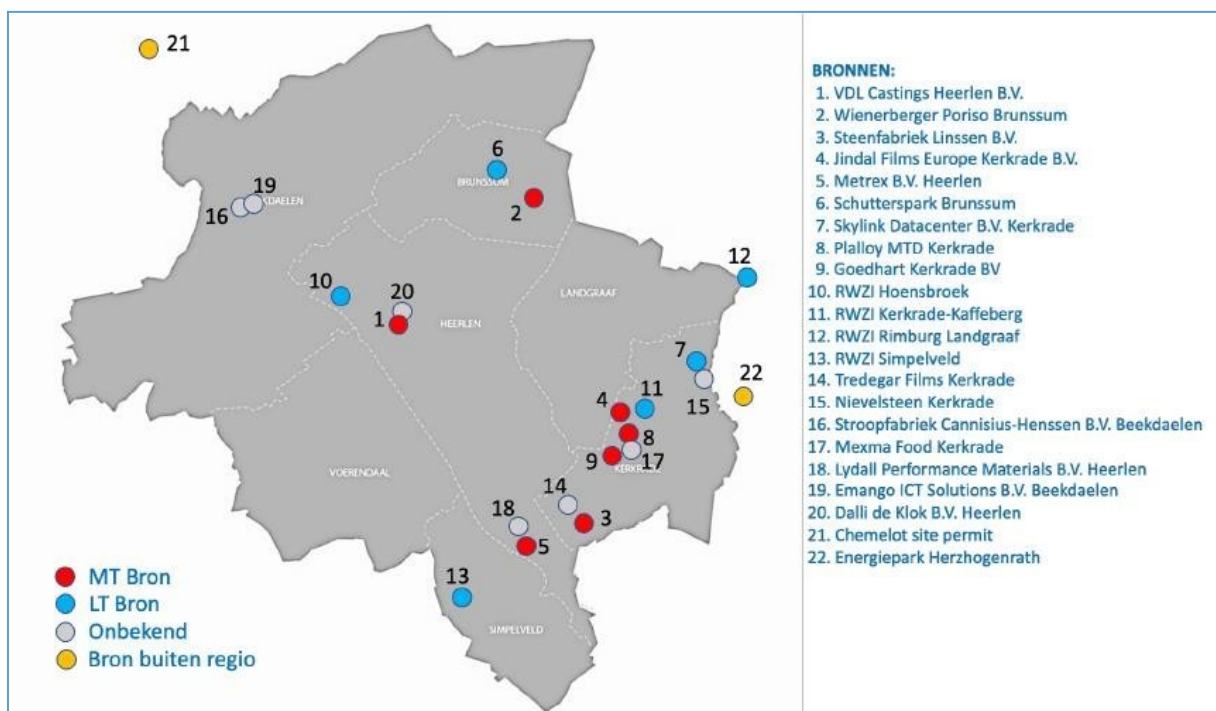 21
6
BRUNSSUM
19
KDAELEN
16
2
12
10
20
LANDGRAAF
1
HEERLEN
7
22
4
11
15
8
9
17
KERKRADE
VOERENDAAL
14
18
3
5
13
SIMPELVELD
MT Bron
LT Bron
Onbekend
Bron buiten regio
BRONNEN:
1. VDL Castings Heerlen B.V.
2. Wienerberger Poriso Brunssum
3. Steenfabriek Linssen B.V.
4. Jindal Films Europe Kerkrade B.V.
5. Metrex B.V. Heerlen
6. Schutterspark Brunssum
7. Skylink Datacenter B.V. Kerkrade
8. Plalloy MTD Kerkrade
9. Goedhart Kerkrade BV
10. RWZI Hoensbroek
11. RWZI Kerkrade-Kaffeberg
12. RWZI Rimburg Landgraaf
13. RWZI Simpelveld
14. Tredegar Films Kerkrade
15. Nievelsteen Kerkrade
16. Stroopfabriek Cannisius-Henssen B.V. Beekdaelen
17. Mexma Food Kerkrade
18. Lydall Performance Materials B.V. Heerlen
19. Emango ICT Solutions B.V. Beekdaelen
20. Dalli de Klok B.V. Heerlen
21. Chemelot site permit
22. Energiepark Herzhogenrath